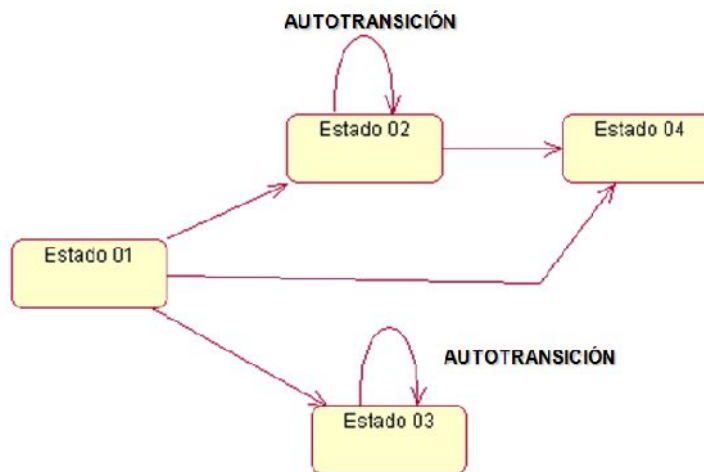 AUTOTRANSICIÓN
Estado 02
Estado 04
Estado 01
AUTOTRANSICIÓN
Estado 03